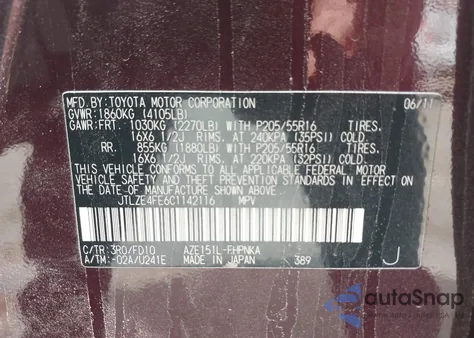 MFD. BY: TOYOTA MOTOR CORPORATION 06/11
GVWR: 1860KG (4105LB)
GAWR: FRT. 1030KG (2270LB) WITH P205/55R16 TIRES.
16X6 1/2J RIMS, AT 240KPA (35PSI) COLD
RR. 855KG (1880LB) WITH P205/55R16 TIRES.
16X6 1/2J RIMS, AT 220KPA (32PSI) COLD
THIS VEHICLE CONFORMS TO ALL APPLICABLE FEDERAL MOTOR
VEHICLE SAFETY STANDARDS IN EFFECT ON THE DATE OF
MANUFACTURE SHOWN ABOVE.
JTLZE4FE6C1142116 MPV
C/TR: 3R0/FD10 AZE151L-FHPNKA
A/TM: -02A/U241E MADE IN JAPAN 389 J
autoSnap